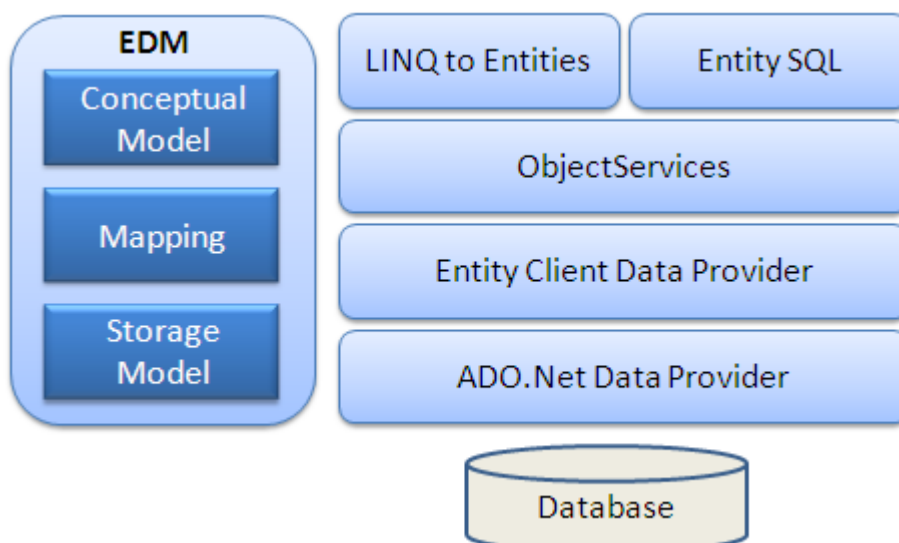 EDM
Conceptual
Model
Mapping
Storage
Model
LINQ to Entities
Entity SQL
ObjectServices
Entity Client Data Provider
ADO.Net Data Provider
Database